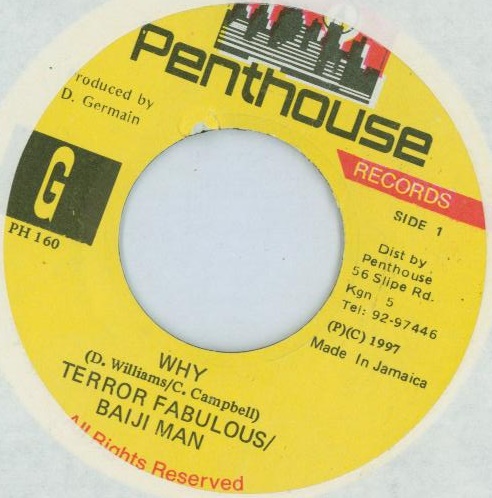 Penthouse
RECORDS
Produced by
D. Germain
G
PH 160
SIDE 1
Dist by
Penthouse
56 Slipe Rd.
Kgn 5
Tel: 92-97446
(P)(C) 1997
Made In Jamaica
WHY
(D. Williams/C. Campbell)
TERROR FABULOUS/
BAIJI MAN
All Rights Reserved